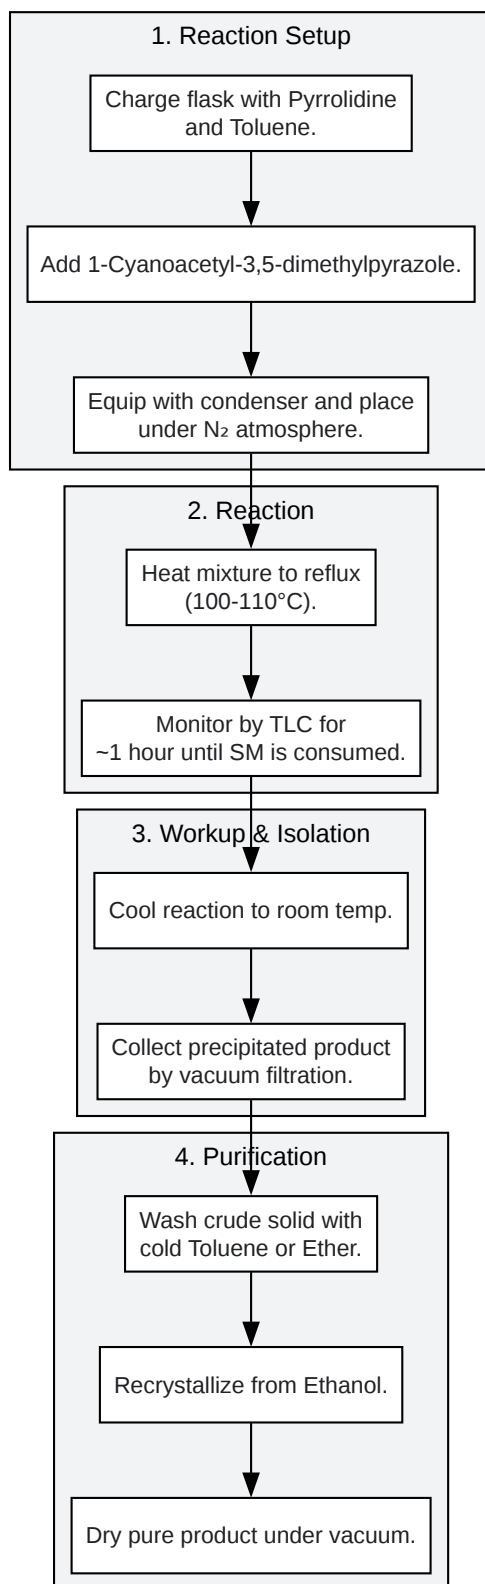 1. Reaction Setup
Charge flask with Pyrrolidine
and Toluene.
Add 1-Cyanoacetyl-3,5-dimethylpyrazole.
Equip with condenser and place
under N₂ atmosphere.
2. Reaction
Heat mixture to reflux
(100-110°C).
Monitor by TLC for
~1 hour until SM is consumed.
3. Workup & Isolation
Cool reaction to room temp.
Collect precipitated product
by vacuum filtration.
4. Purification
Wash crude solid with
cold Toluene or Ether.
Recrystallize from Ethanol.
Dry pure product under vacuum.